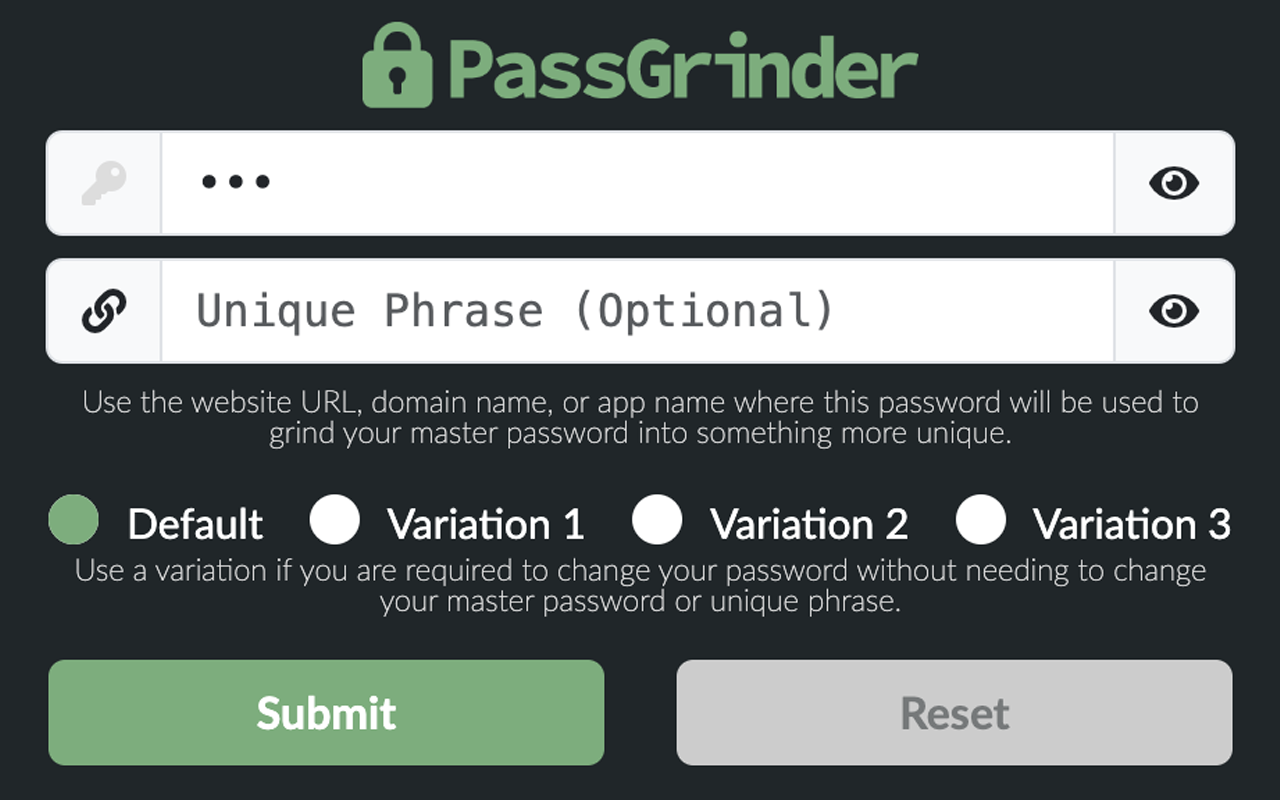 PassGrinder
•••
Unique Phrase (Optional)
Use the website URL, domain name, or app name where this password will be used to
grind your master password into something more unique.
Default Variation 1 Variation 2 Variation 3
Use a variation if you are required to change your password without needing to change
your master password or unique phrase.
Submit Reset